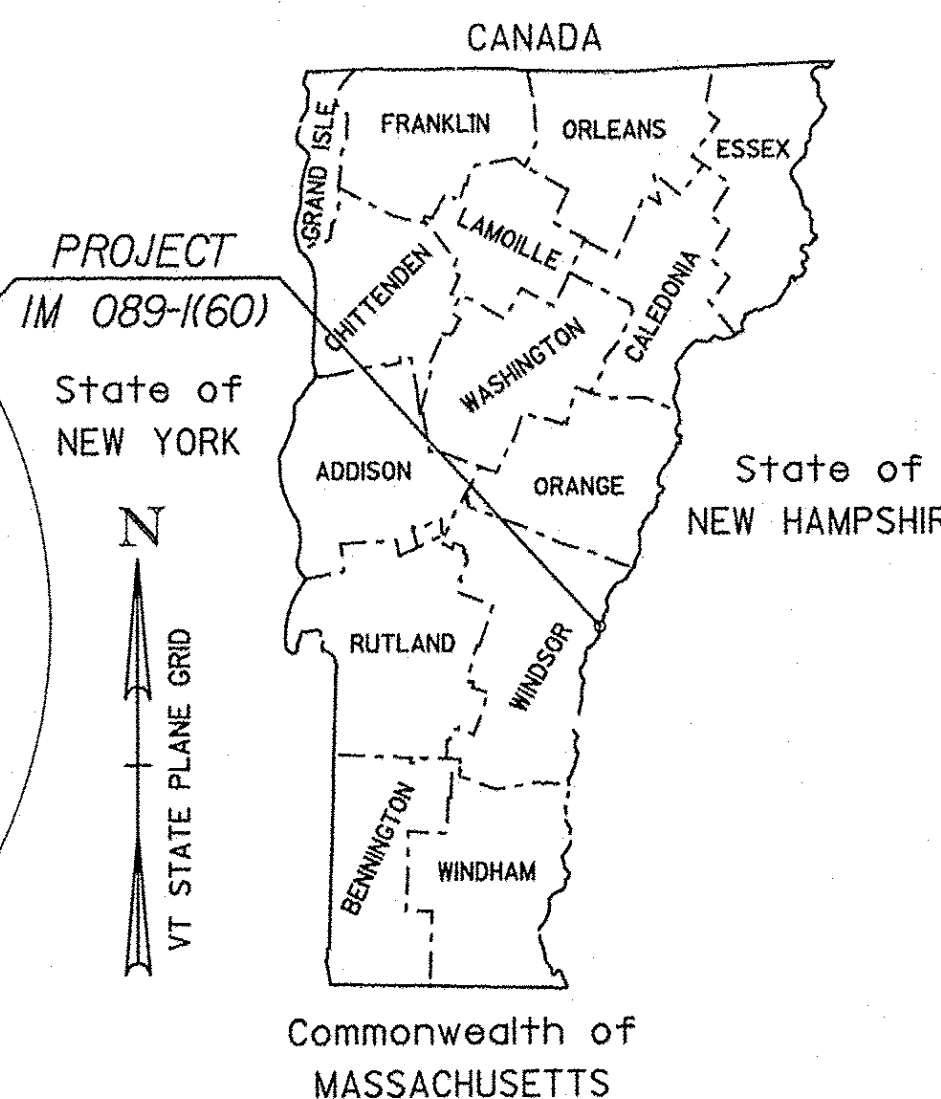 CANADA
FRANKLIN
ORLEANS
ESSEX
GRAND ISLE
LAMOILLE
PROJECT
IM 089-1(60)
CHITTENDEN
CALEDONIA
WASHINGTON
State of
NEW YORK
ADDISON
ORANGE
State of
NEW HAMPSHIR
N
VT STATE PLANE GRID
RUTLAND
WINDSOR
BENNINGTON
WINDHAM
Commonwealth of
MASSACHUSETTS